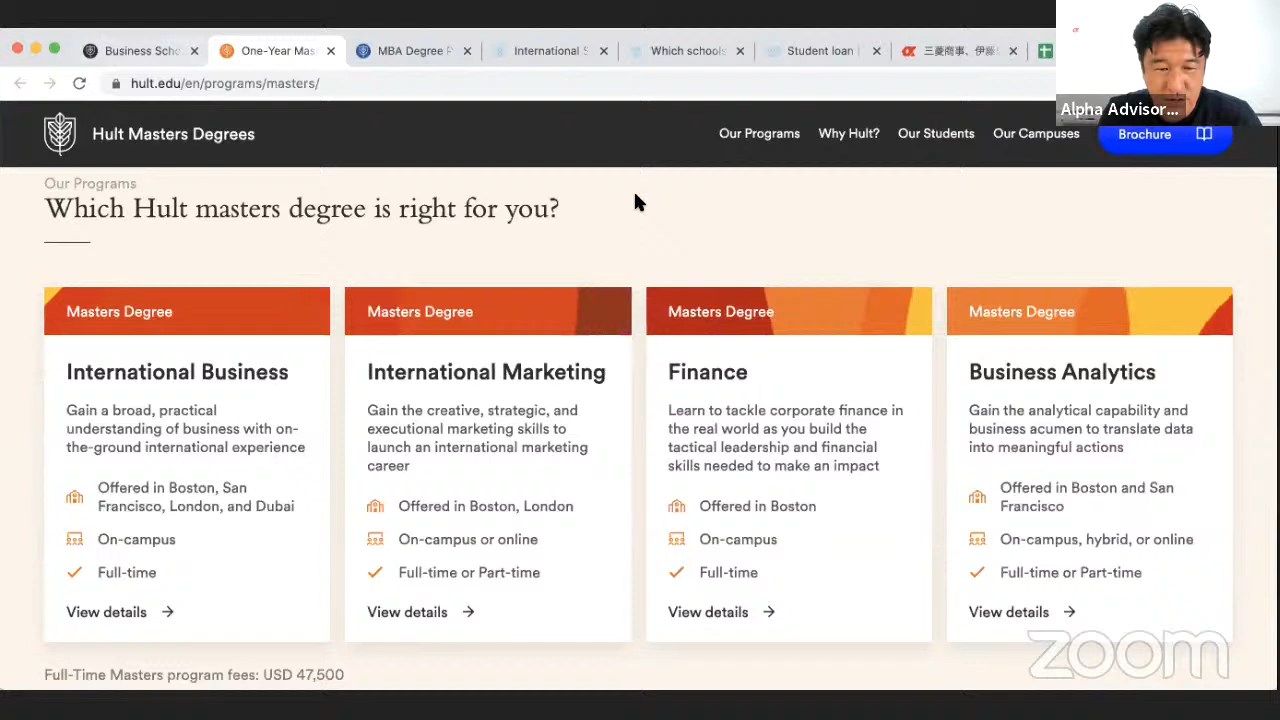 Business Scho
One-Year Mas
MBA Degree P
International S
Which schools
Student loan
三菱商事、伊藤
hult.edu/en/programs/masters/
Alpha Advisor...
Hult Masters Degrees
Our Programs
Why Hult?
Our Students
Our Campuses
Brochure
Our Programs
Which Hult masters degree is right for you?
Masters Degree
International Business
Gain a broad, practical
understanding of business with on-
the-ground international experience
Offered in Boston, San
Francisco, London, and Dubai
On-campus
Full-time
View details
Masters Degree
International Marketing
Gain the creative, strategic, and
executional marketing skills to
launch an international marketing
career
Offered in Boston, London
On-campus or online
Full-time or Part-time
View details
Masters Degree
Finance
Learn to tackle corporate finance in
the real world as you build the
tactical leadership and financial
skills needed to make an impact
Offered in Boston
On-campus
Full-time
View details
Masters Degree
Business Analytics
Gain the analytical capability and
business acumen to translate data
into meaningful actions
Offered in Boston and San
Francisco
On-campus, hybrid, or online
Full-time or Part-time
View details
Full-Time Masters program fees: USD 47,500
zoom